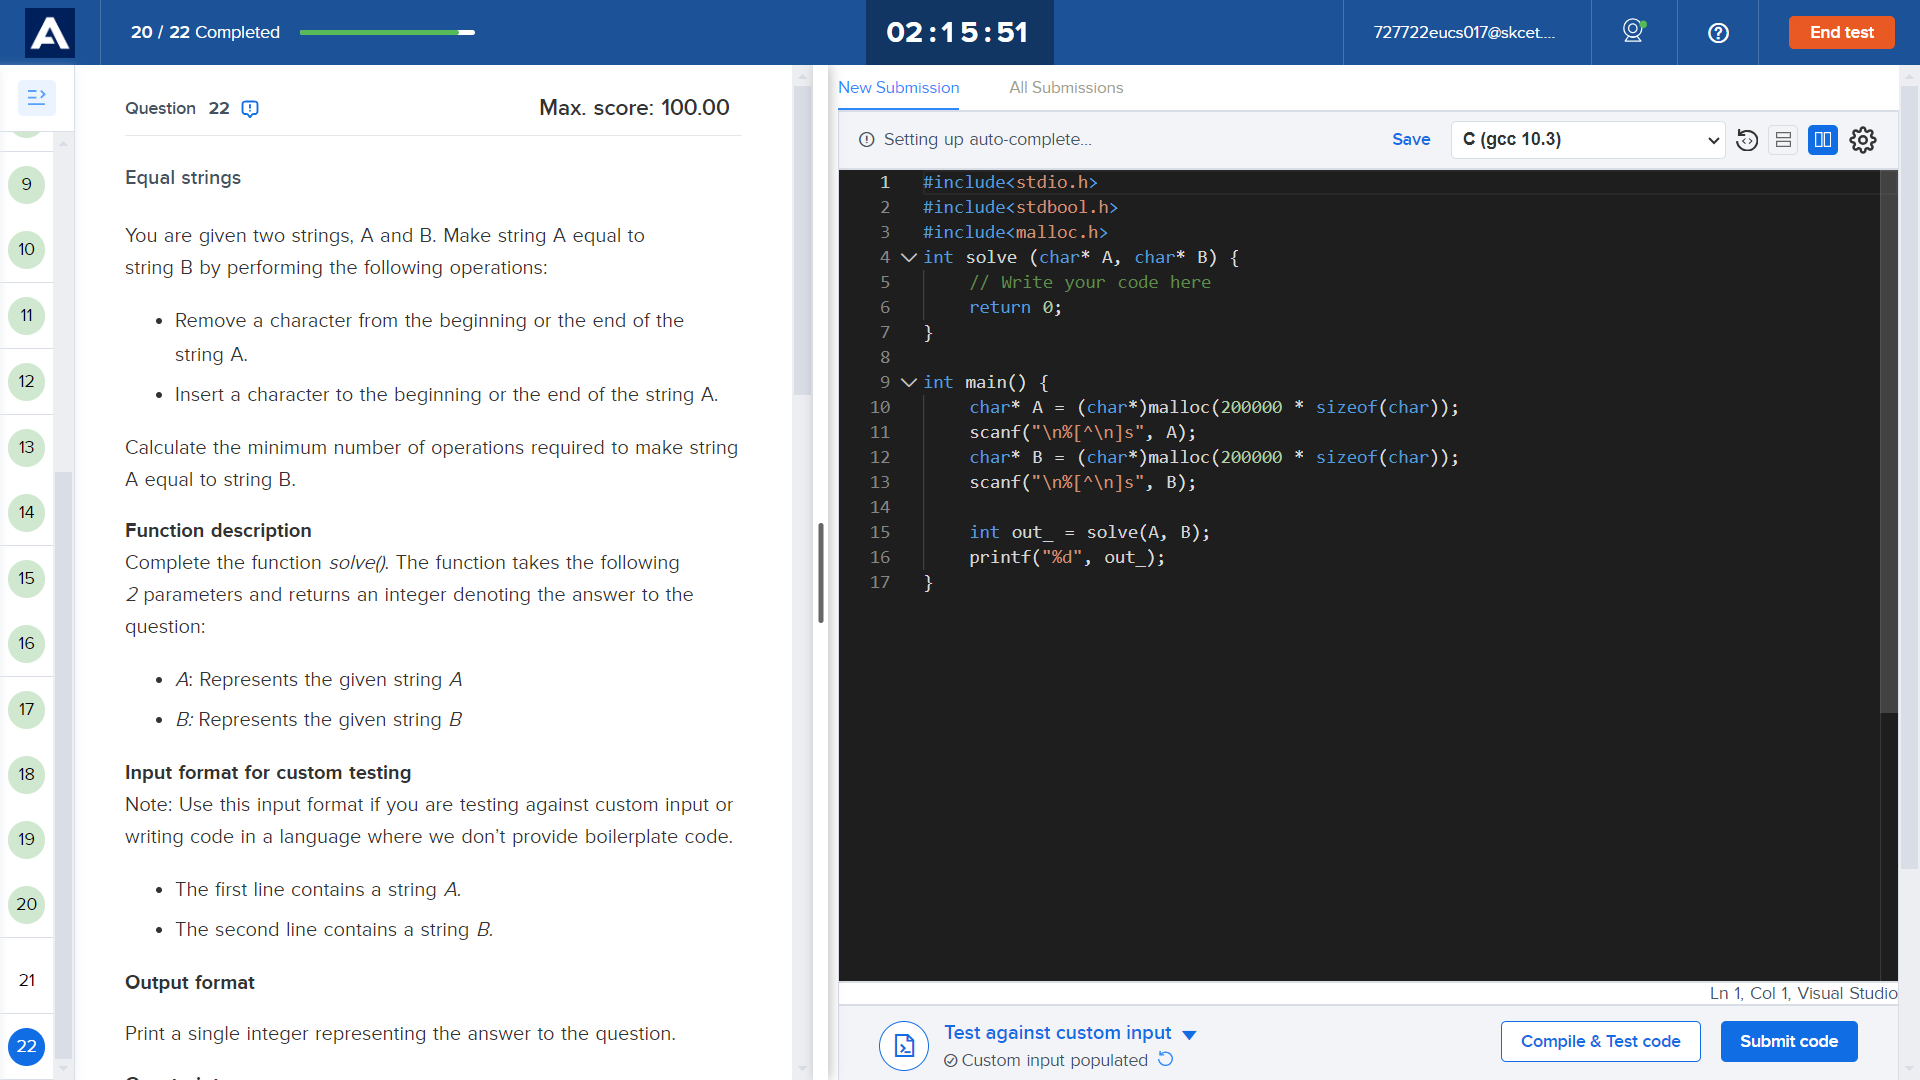 20 / 22 Completed
02:15:51
727722eucs017@skcet....
End test
9
10
11
12
13
14
15
16
17
18
19
20
21
22
Question 22
Max. score: 100.00
Equal strings
You are given two strings, A and B. Make string A equal to
string B by performing the following operations:
• Remove a character from the beginning or the end of the
string A.
• Insert a character to the beginning or the end of the string A.
Calculate the minimum number of operations required to make string
A equal to string B.
Function description
Complete the function solve(). The function takes the following
2 parameters and returns an integer denoting the answer to the
question:
• A: Represents the given string A
• B: Represents the given string B
Input format for custom testing
Note: Use this input format if you are testing against custom input or
writing code in a language where we don’t provide boilerplate code.
• The first line contains a string A.
• The second line contains a string B.
Output format
Print a single integer representing the answer to the question.
New Submission
All Submissions
Setting up auto-complete...
Save
C (gcc 10.3)
1 #include<stdio.h>
2 #include<stdbool.h>
3 #include<malloc.h>
4 int solve (char* A, char* B) {
5 // Write your code here
6 return 0;
7 }
8
9 int main() {
10 char* A = (char*)malloc(200000 * sizeof(char));
11 scanf("\n%[^\n]s", A);
12 char* B = (char*)malloc(200000 * sizeof(char));
13 scanf("\n%[^\n]s", B);
14
15 int out_ = solve(A, B);
16 printf("%d", out_);
17 }
Ln 1, Col 1, Visual Studio
Test against custom input
Custom input populated
Compile & Test code
Submit code